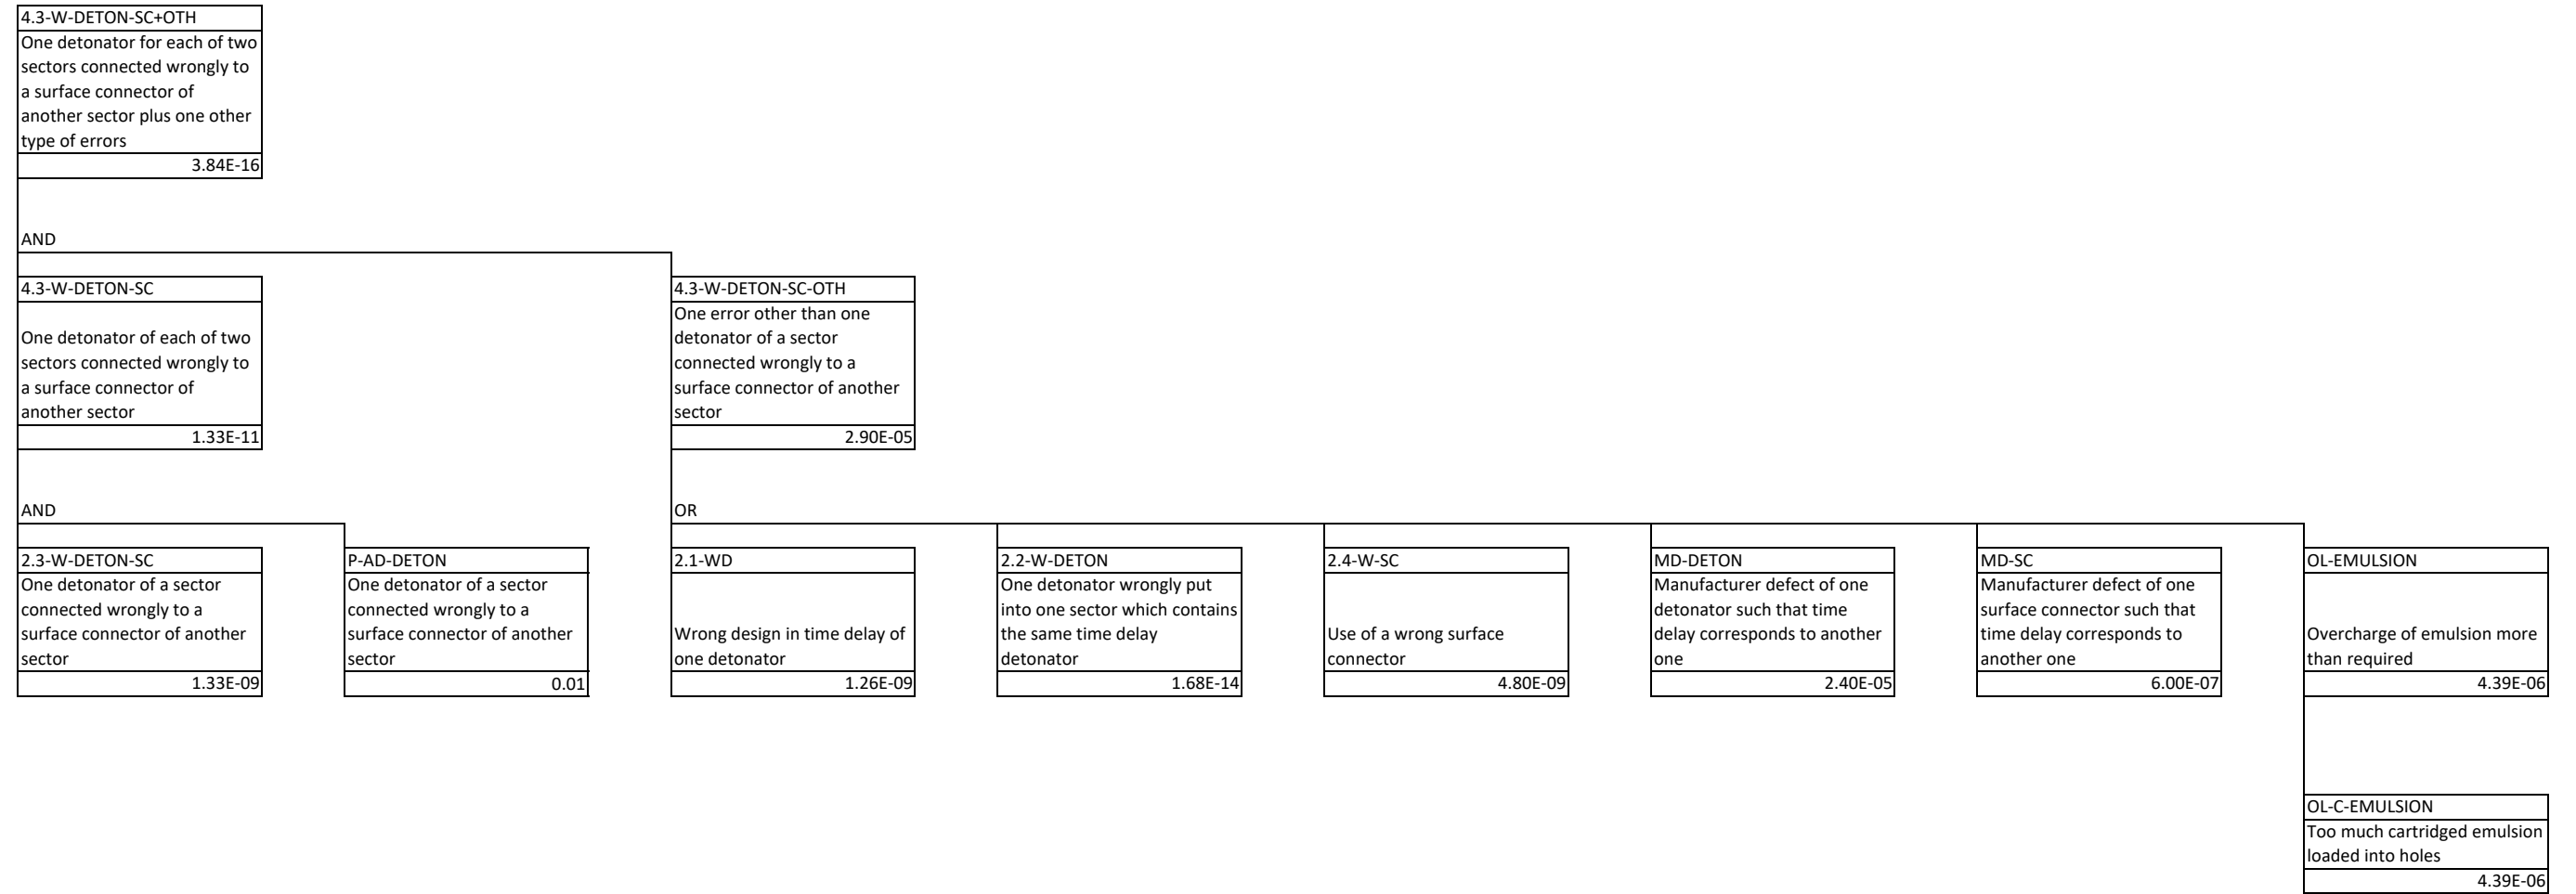 4.3-W-DETON-SC+OTH
One detonator for each of two
sectors connected wrongly to
a surface connector of
another sector plus one other
type of errors
3.84E-16
AND
4.3-W-DETON-SC
One detonator of each of two
sectors connected wrongly to
a surface connector of
another sector
1.33E-11
4.3-W-DETON-SC-OTH
One error other than one
detonator of a sector
connected wrongly to a
surface connector of another
sector
2.90E-05
AND
OR
2.3-W-DETON-SC
One detonator of a sector
connected wrongly to a
surface connector of another
sector
1.33E-09
P-AD-DETON
One detonator of a sector
connected wrongly to a
surface connector of another
sector
0.01
2.1-WD
Wrong design in time delay of
one detonator
1.26E-09
2.2-W-DETON
One detonator wrongly put
into one sector which contains
the same time delay
detonator
1.68E-14
2.4-W-SC
Use of a wrong surface
connector
4.80E-09
MD-DETON
Manufacturer defect of one
detonator such that time
delay corresponds to another
one
2.40E-05
MD-SC
Manufacturer defect of one
surface connector such that
time delay corresponds to
another one
6.00E-07
OL-EMULSION
Overcharge of emulsion more
than required
4.39E-06
OL-C-EMULSION
Too much cartridged emulsion
loaded into holes
4.39E-06